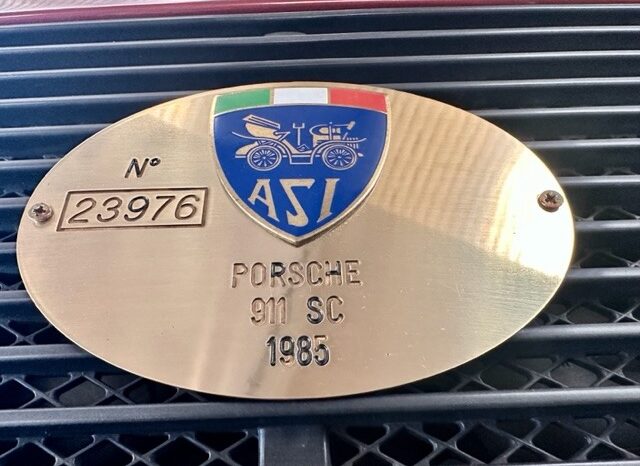 N°
23976
ASI
PORSCHE
911 SC
1985